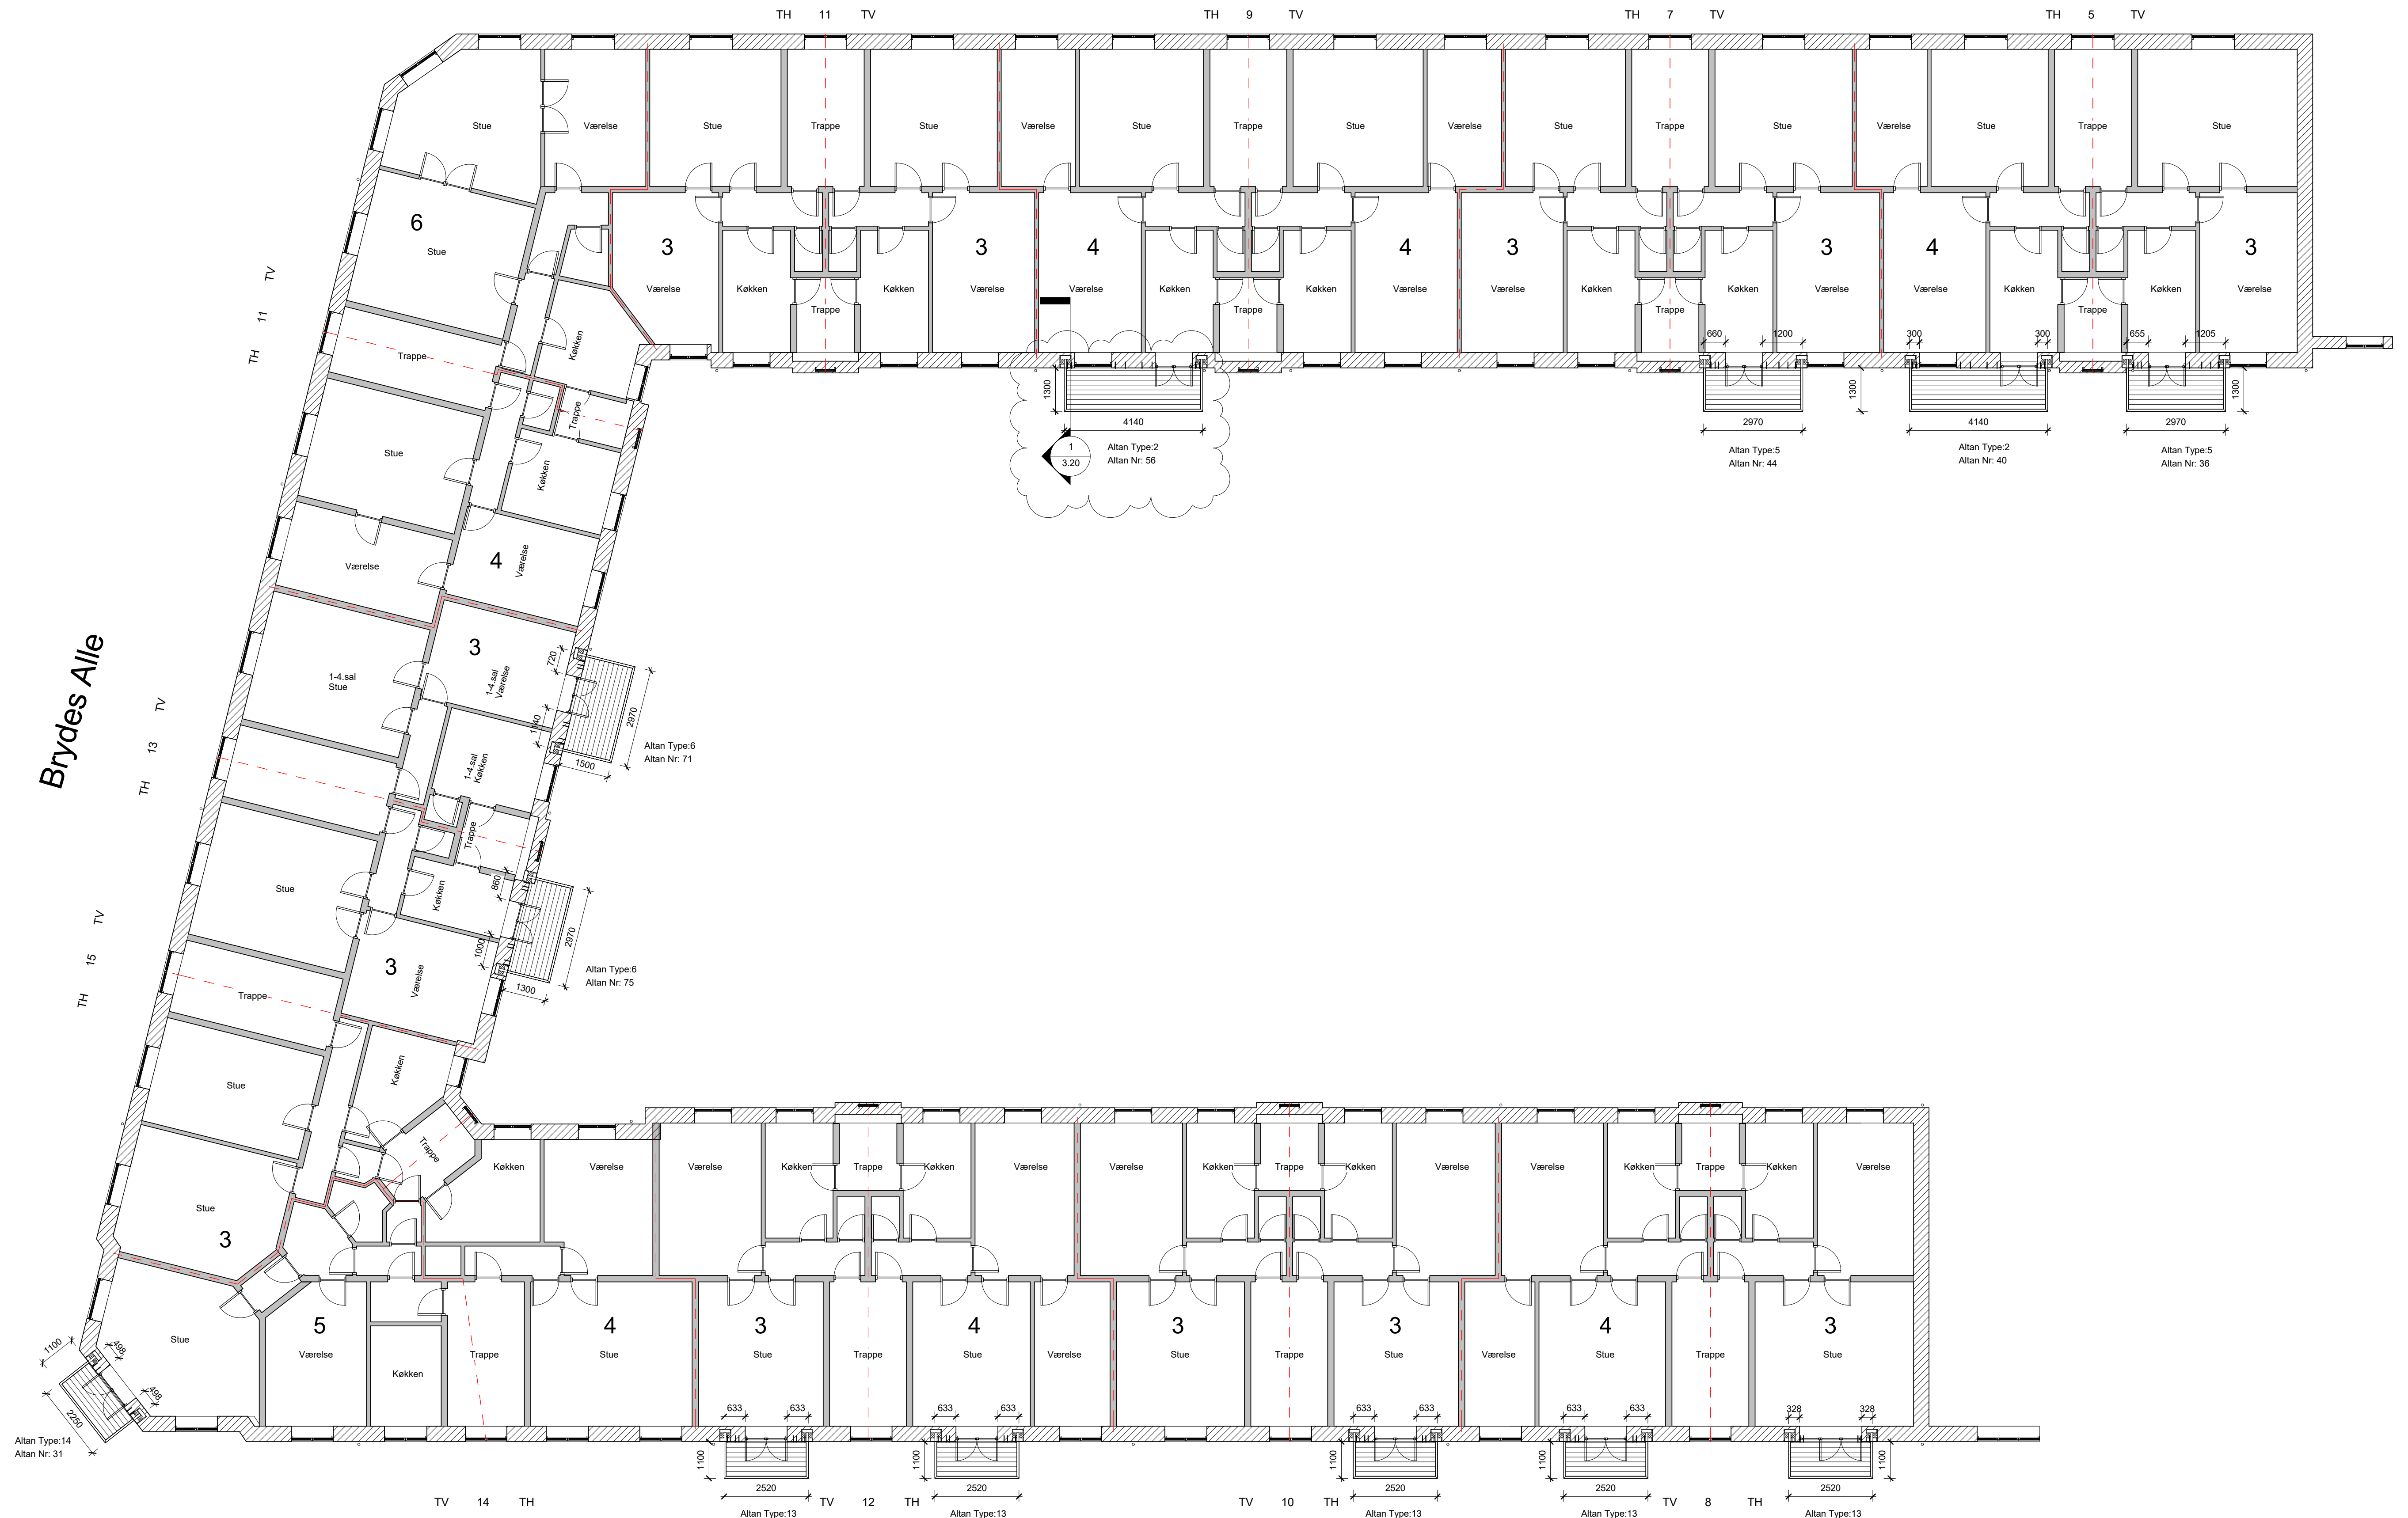 TH 11 TV TH 9 TV TH 7 TV TH 5 TV
Stue Værelse Stue Trappe Stue Værelse Stue Trappe Stue Værelse Stue Trappe Stue Værelse Stue Trappe Stue
6 3 3 4 4 3 3 4 3
Stue
Værelse Køkken Køkken Værelse Værelse Køkken Køkken Værelse Værelse Køkken Køkken Værelse Værelse Køkken Køkken Værelse
Trappe Trappe Trappe Trappe
660 1200 300 300 655 1205
1300 1300 1300
4140 2970 4140 2970
1
3.20
Altan Type:2
Altan Nr: 56
Altan Type:5
Altan Nr: 44
Altan Type:2
Altan Nr: 40
Altan Type:5
Altan Nr: 36
TV
11
TH
Trappe
Køkken
Trappe
Stue
Køkken
Værelse
4
Værelse
Brydes Alle
TV
13
TH
3
1-4.sal
Stue
1-4.sal
Værelse
720
1140
2970
1500
Altan Type:6
Altan Nr: 71
1-4.sal
Køkken
Trappe
Stue
Køkken
860
1000
2970
1300
Altan Type:6
Altan Nr: 75
TV
15
TH
3
Værelse
Trappe
Køkken
Stue
Trappe
Stue
3
Køkken Værelse Værelse Køkken Trappe Køkken Værelse Værelse Køkken Trappe Køkken Værelse Værelse Køkken Trappe Køkken Værelse
Stue
5 4 3 4 3 3 4 3
Værelse Trappe Stue Stue Trappe Stue Værelse Stue Trappe Stue Værelse Stue Trappe Stue
Køkken
1100
498
498
2250
Altan Type:14
Altan Nr: 31
633 633 633 633 633 633 633 633 328 328
1100 1100 1100 1100 1100
2520 2520 2520 2520 2520
TV 14 TH TV 12 TH TV 10 TH TV 8 TH
Altan Type:13 Altan Type:13 Altan Type:13 Altan Type:13 Altan Type:13